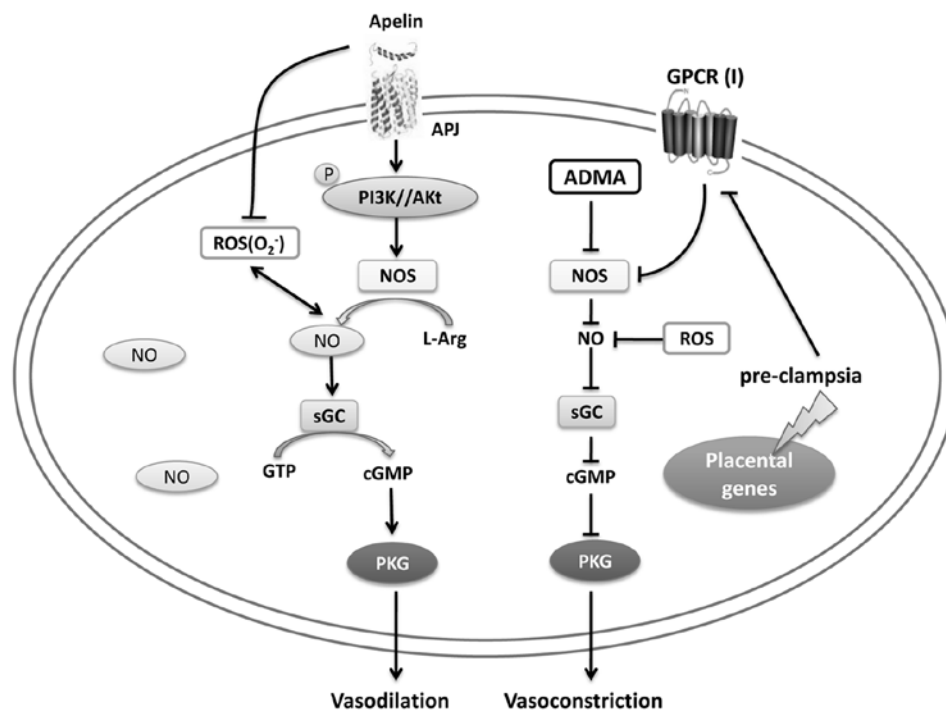 Apelin
GPCR (I)
N
C
APJ
P
PI3K//AKt
ADMA
ROS(O₂⁻)
NOS
NOS
NO
L-Arg
NO
NO
ROS
pre-clampsia
sGC
sGC
GTP
cGMP
NO
cGMP
Placental
genes
PKG
PKG
Vasodilation
Vasoconstriction